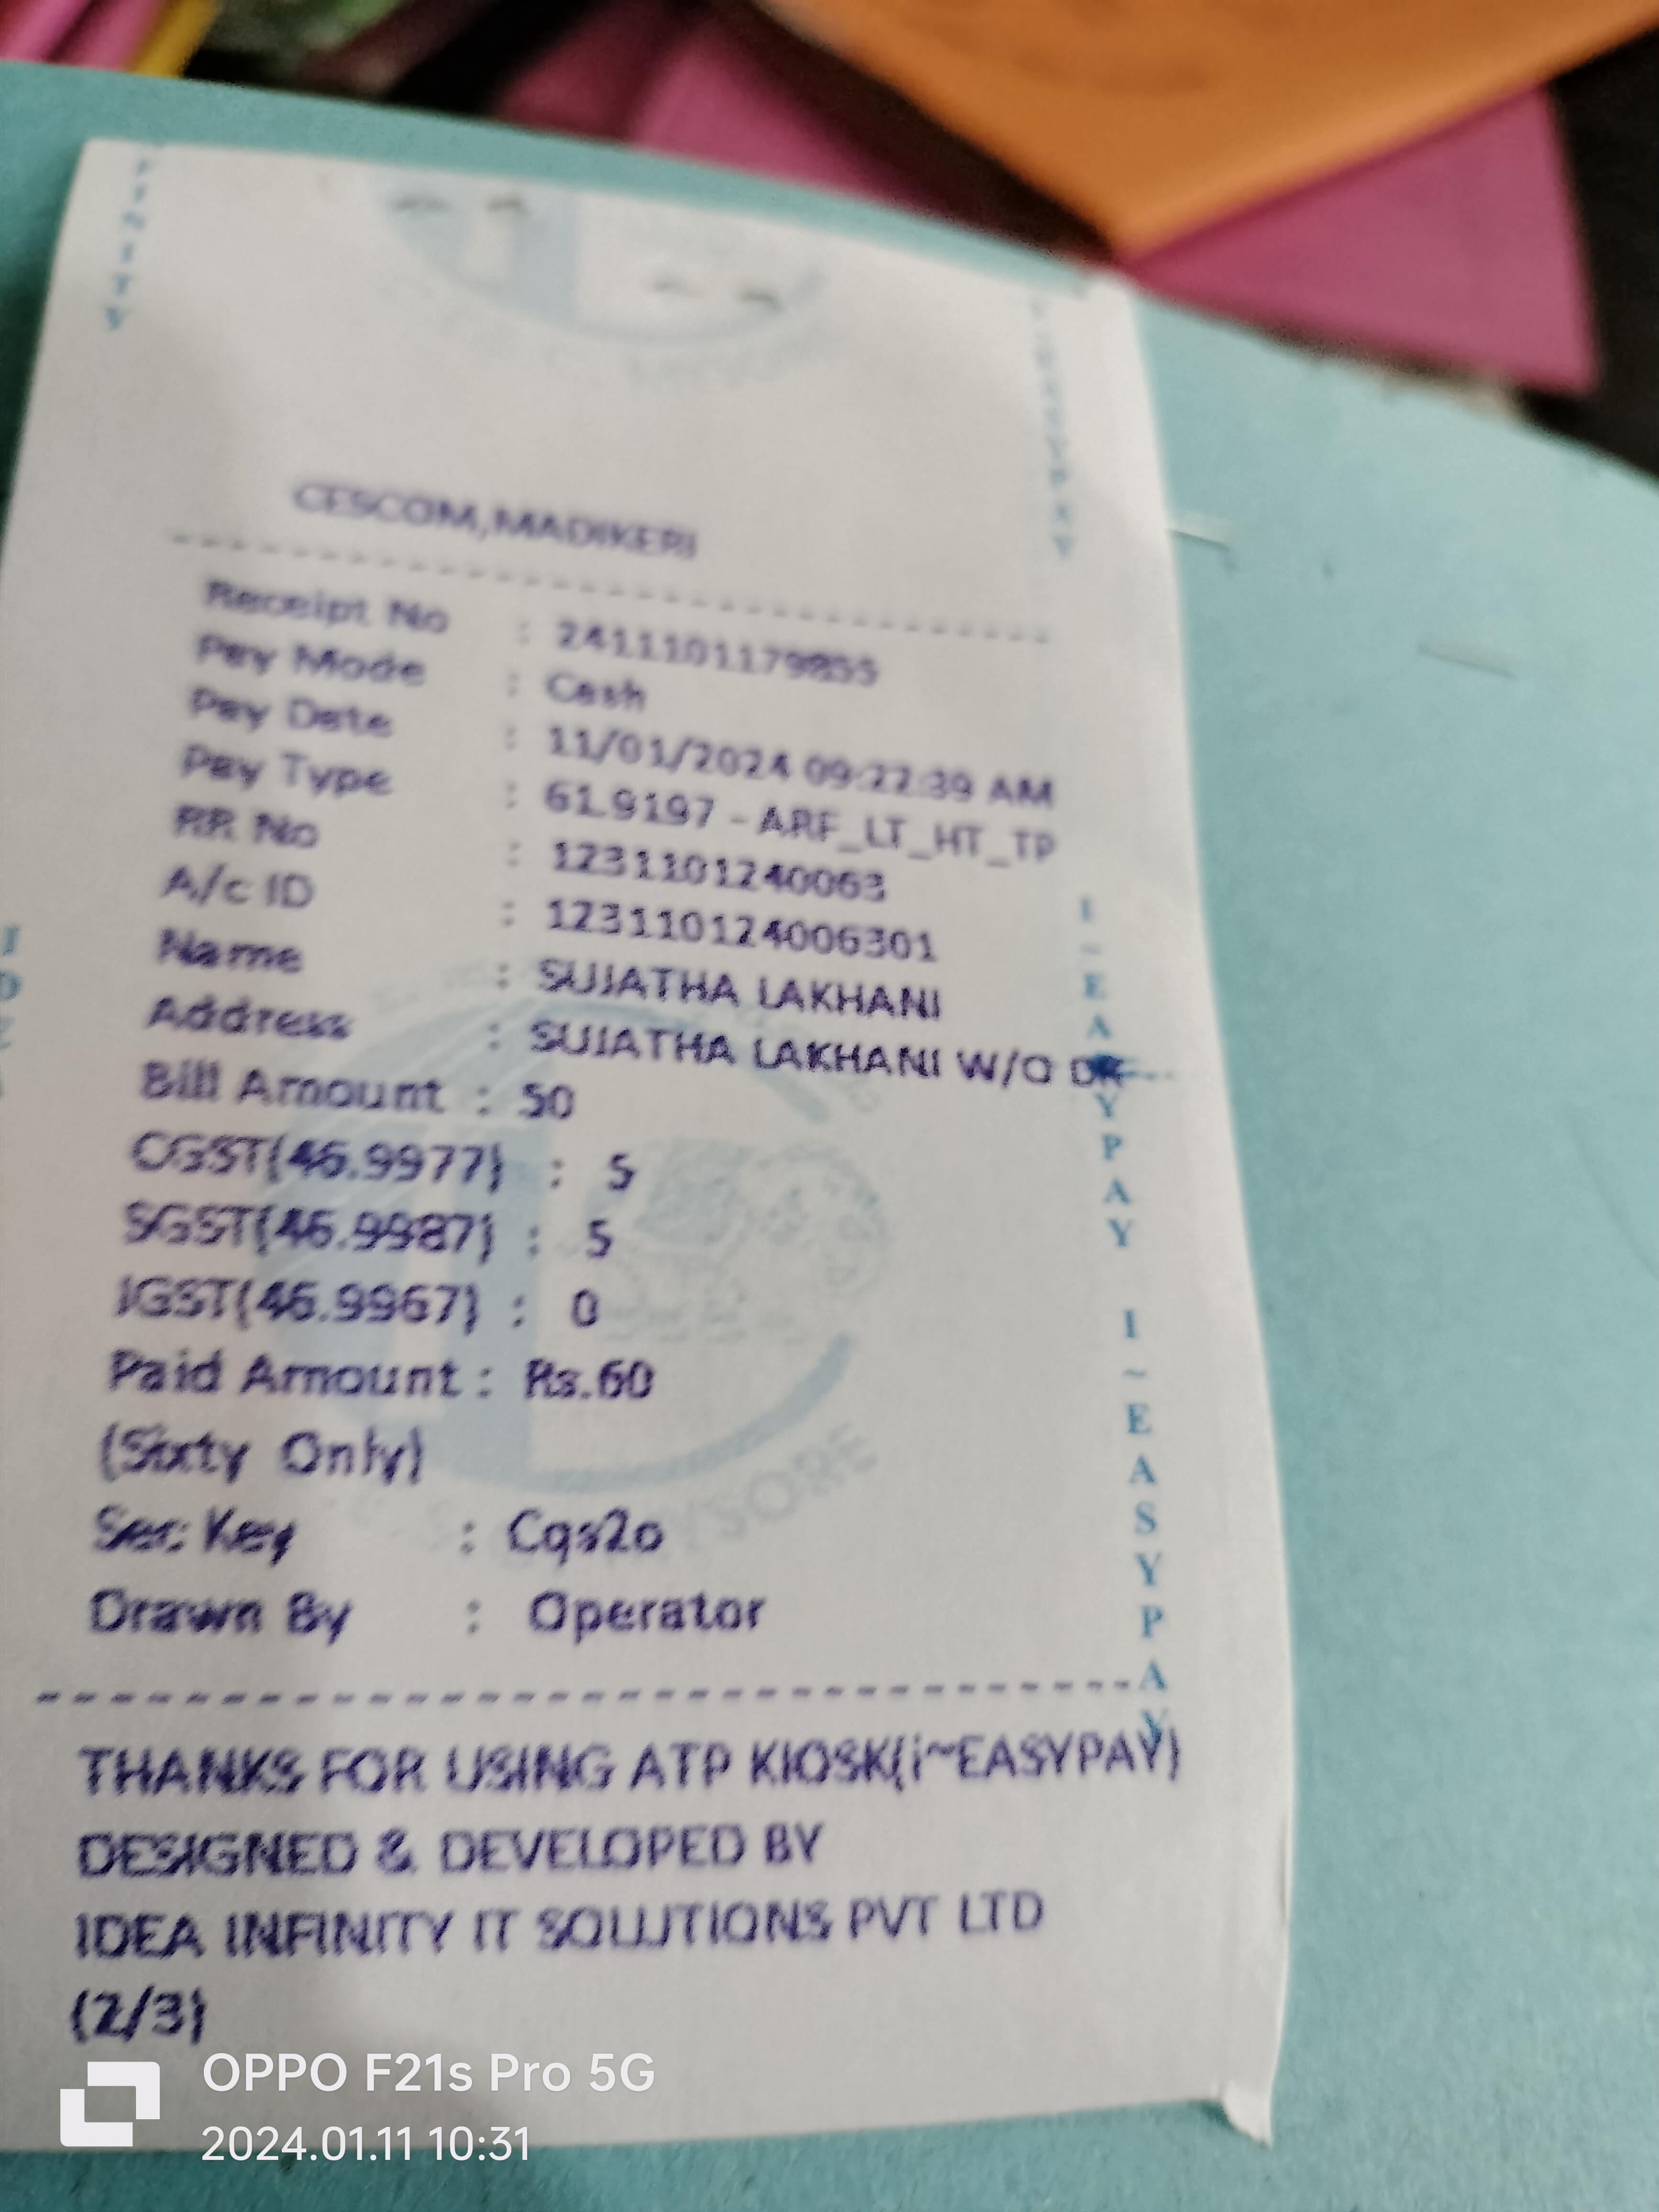 CESCOM,MADIKERI
Receipt No : 2411101179855
Pay Mode : Cash
Pay Date : 11/01/2024 09:22:39 AM
Pay Type : 61.9197 - ARF_LT_HT_TP
RR No : 1231101240063
A/c ID : 123110124006301
Name : SUJATHA LAKHANI
Address : SUJATHA LAKHANI W/O DR
Bill Amount : 50
CGST(46.9977) : 5
SGST(46.9987) : 5
IGST(46.9967) : 0
Paid Amount : Rs.60
(Sixty Only)
Sec Key : Cqs2o
Drawn By : Operator
THANKS FOR USING ATP KIOSK(i~EASYPAY)
DESIGNED & DEVELOPED BY
IDEA INFINITY IT SOLUTIONS PVT LTD
(2/3)
I~EASYPAY I~EASYPAY
MYSORE
OPPO F21s Pro 5G
2024.01.11 10:31